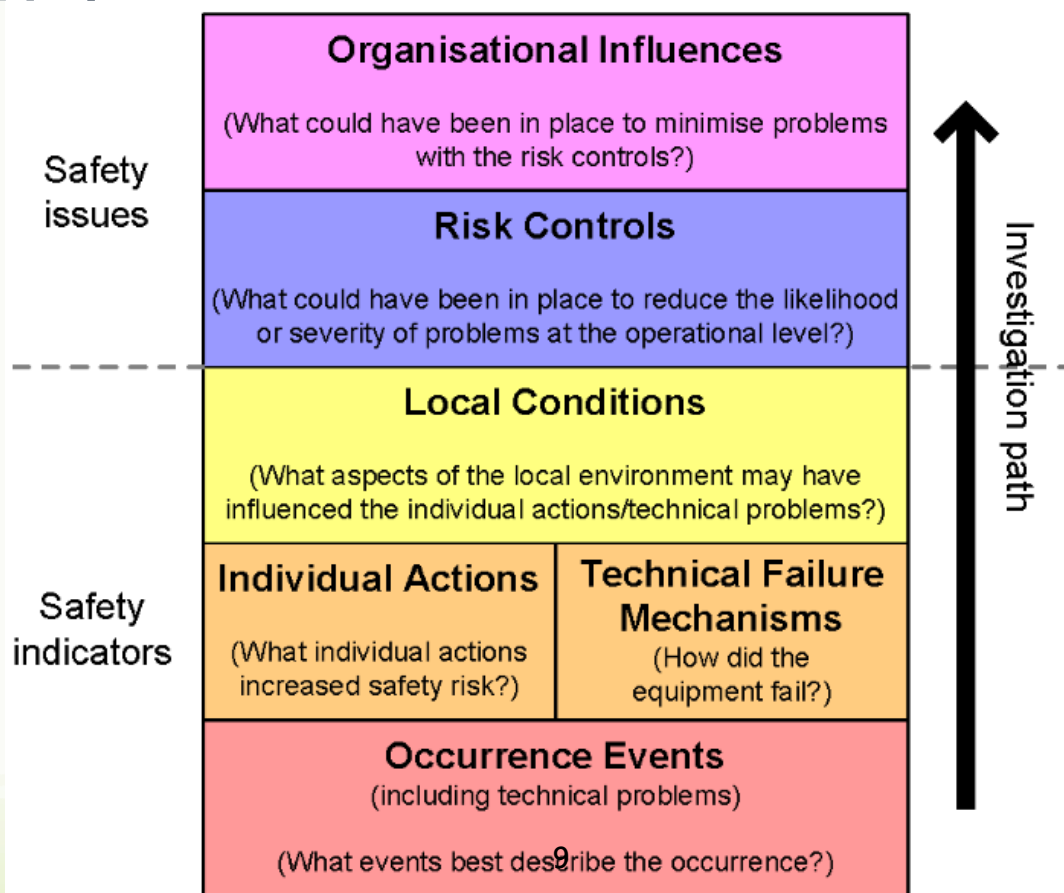 Organisational Influences
(What could have been in place to minimise problems
with the risk controls?)
Safety
issues
Risk Controls
(What could have been in place to reduce the likelihood
or severity of problems at the operational level?)
Investigation path
Local Conditions
(What aspects of the local environment may have
influenced the individual actions/technical problems?)
Safety
indicators
Individual Actions
(What individual actions
increased safety risk?)
Technical Failure
Mechanisms
(How did the
equipment fail?)
Occurrence Events
(including technical problems)
(What events best describe the occurrence?)
9